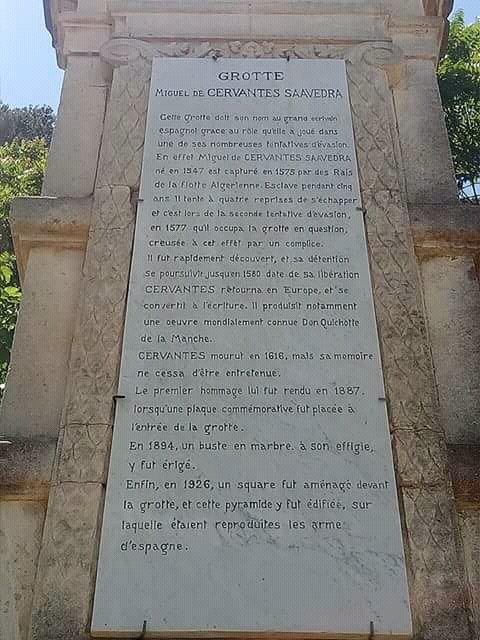 GROTTE
MIGUEL DE CERVANTES SAAVEDRA
Cette grotte doit son nom au grand ecrivain
espagnol grace au rôle qu'elle a joué dans
une de ses nombreuses tentatives d'évasion.
En effet Miguel de CERVANTES SAAVEDRA
né en 1547 est capturé en 1575 par des Rais
de la flotte Algerienne. Esclave pendant cinq
ans il tente à quatre reprises de s'échapper
et c'est lors de la seconde tentative d'évasion,
en 1577 qu'il occupa la grotte en question,
creusée à cet effet par un complice.
Il fut rapidement découvert, et sa détention
se poursuivit jusqu'en 1580 date de sa libération
CERVANTES retourna en Europe, et se
convertit à l'écriture. Il produisit notamment
une oeuvre mondialement connue Don Quichotte
de la Manche.
CERVANTES mourut en 1616, mais sa memoire
ne cessa d'être entretenue.
Le premier hommage lui fut rendu en 1887.
lorsqu'une plaque commémorative fut placée à
l'entrée de la grotte.
En 1894, un buste en marbre. à son effigie,
y fut érigé.
Enfin, en 1926, un square fut aménagé devant
la grotte, et cette pyramide y fut édifiée, sur
laquelle étaient reproduites les arme
d'espagne.